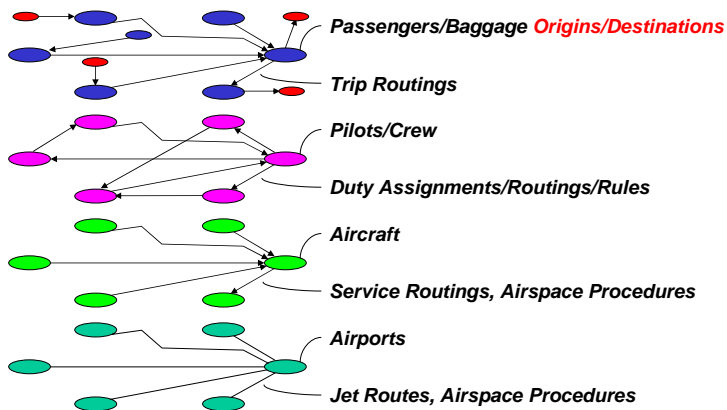 Passengers/Baggage Origins/Destinations
Trip Routings
Pilots/Crew
Duty Assignments/Routings/Rules
Aircraft
Service Routings, Airspace Procedures
Airports
Jet Routes, Airspace Procedures